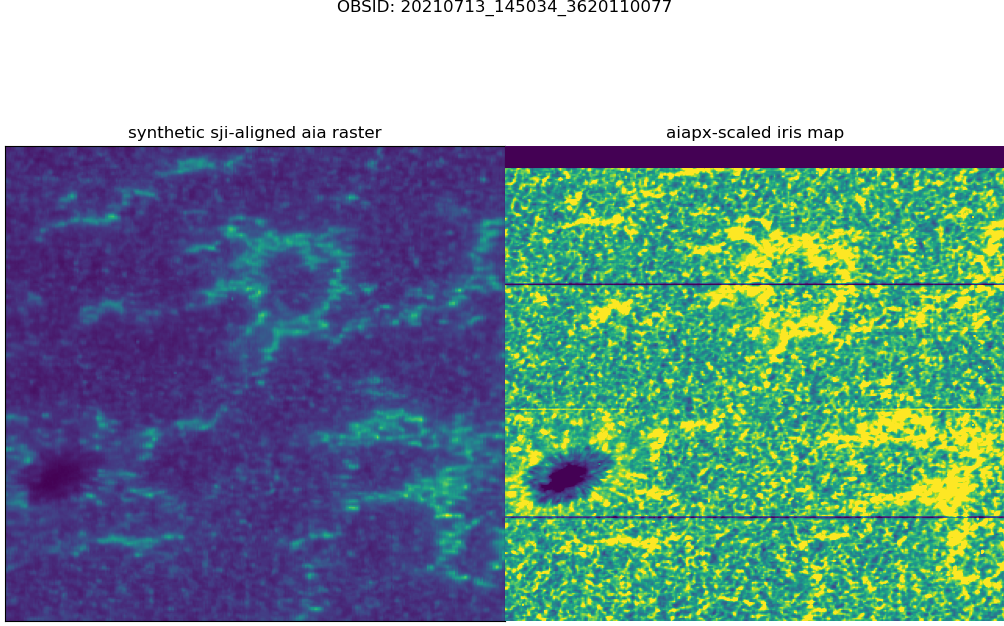 OBSID: 20210713_145034_3620110077
synthetic sji-aligned aia raster
aiapx-scaled iris map